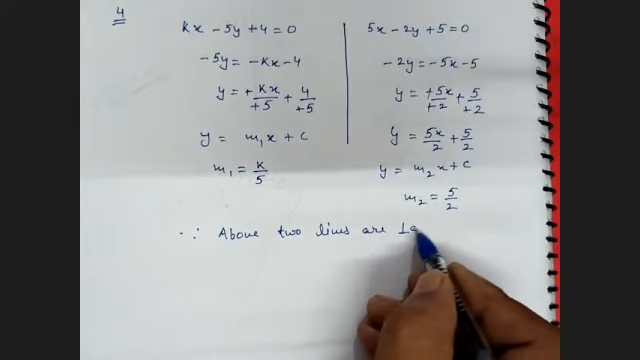 4
kx - 5y + 4 = 0
-5y = -kx - 4
y = +kx/+5 + 4/+5
y = m₁x + c
m₁ = k/5
5x - 2y + 5 = 0
-2y = -5x - 5
y = +5x/+2 + 5/+2
y = 5x/2 + 5/2
y = m₂x + c
m₂ = 5/2
∴ Above two lines are ⊥